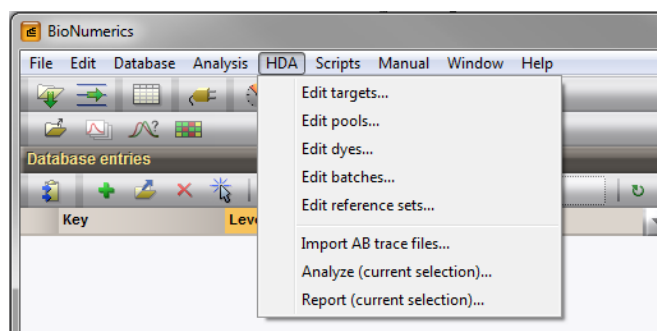 BioNumerics
File Edit Database Analysis HDA Scripts Manual Window Help
Edit targets...
Edit pools...
Edit dyes...
Edit batches...
Edit reference sets...
Import AB trace files...
Analyze (current selection)...
Report (current selection)...
Database entries
Key